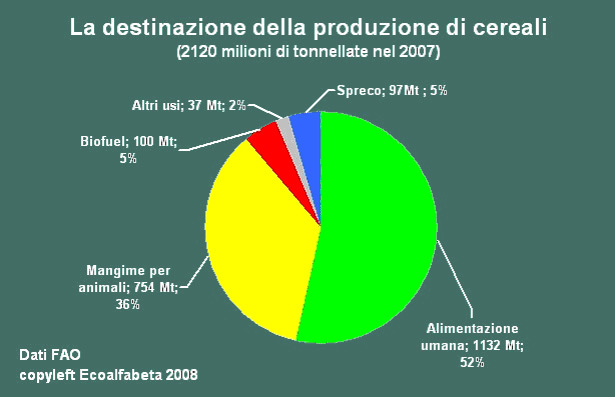 La destinazione della produzione di cereali
(2120 milioni di tonnellate nel 2007)
Spreco; 97Mt ; 5%
Altri usi; 37 Mt; 2%
Biofuel; 100 Mt;
5%
Mangime per
animali; 754 Mt;
36%
Alimentazione
umana; 1132 Mt;
52%
Dati FAO
copyleft Ecoalfabeta 2008